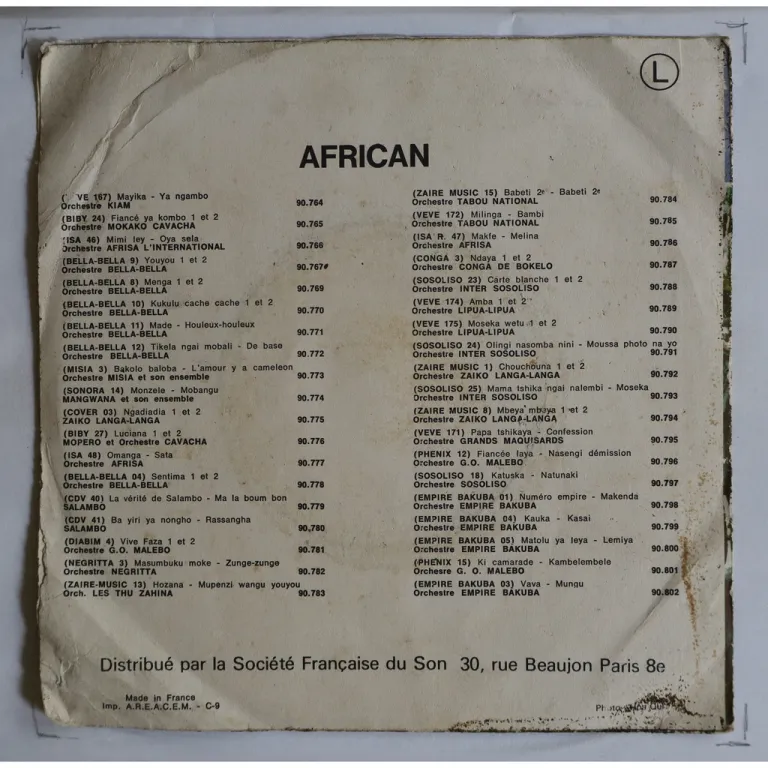 L
AFRICAN
( VE 167) Mayika - Ya ngambo
Orchestre KIAM 90.764
(BIBY 24) Fiancé ya kombo 1 et 2
Orchestre MOKAKO CAVACHA 90.765
(ISA 46) Mimi ley - Oya sela
Orchestre AFRISA L'INTERNATIONAL 90.766
(BELLA-BELLA 9) Youyou 1 et 2
Orchestre BELLA-BELLA 90.767
(BELLA-BELLA 8) Menga 1 et 2
Orchestre BELLA-BELLA 90.769
(BELLA-BELLA 10) Kukulu cache cache 1 et 2
Orchestre BELLA-BELLA 90.770
(BELLA-BELLA 11) Made - Houleux-houleux
Orchestre BELLA-BELLA 90.771
(BELLA-BELLA 12) Tikela ngai mobali - De base
Orchestre BELLA-BELLA 90.772
(MISIA 3) Bakolo baloba - L'amour y a cameleon
Orchestre MISIA et son ensemble 90.773
(SONORA 14) Monzele - Mobangu
MANGWANA et son ensemble 90.774
(COVER 03) Ngadiadia 1 et 2
ZAIKO LANGA-LANGA 90.775
(BIBY 27) Luciana 1 et 2
MOPERO et Orchestre CAVACHA 90.776
(ISA 48) Omanga - Sata
Orchestre AFRISA 90.777
(BELLA-BELLA 04) Sentima 1 et 2
Orchestre BELLA-BELLA 90.778
(CDV 40) La vérité de Salambo - Ma la boum bon
SALAMBO 90.779
(CDV 41) Ba yiri ya nongho - Rassangha
SALAMBO 90.780
(DIABIM 4) Vive Faza 1 et 2
Orchestre G.O. MALEBO 90.781
(NEGRITTA 3) Masumbuku moke - Zunge-zunge
Orchestre NEGRITTA 90.782
(ZAIRE-MUSIC 13) Hozana - Mupenzi wangu youyou
Orch. LES THU ZAHINA 90.783
(ZAIRE MUSIC 15) Babeti 2e - Babeti 2e
Orchestre TABOU NATIONAL 90.784
(VEVE 172) Milinga - Bambi
Orchestre TABOU NATIONAL 90.785
(ISA R. 47) Makfe - Melina
Orchestre AFRISA 90.786
(CONGA 3) Ndaya 1 et 2
Orchestre CONGA DE BOKELO 90.787
(SOSOLISO 23) Carte blanche 1 et 2
Orchestre INTER SOSOLISO 90.788
(VEVE 174) Amba 1 et 2
Orchestre LIPUA-LIPUA 90.789
(VEVE 175) Moseka wetu 1 et 2
Orchestre LIPUA-LIPUA 90.790
(SOSOLISO 24) Olingi nasomba nini - Moussa photo na yo
Orchestre INTER SOSOLISO 90.791
(ZAIRE MUSIC 1) Chouchouna 1 et 2
Orchestre ZAIKO LANGA-LANGA 90.792
(SOSOLISO 25) Mama tshika ngai nalembi - Moseka
Orchestre INTER SOSOLISO 90.793
(ZAIRE MUSIC 8) Mbeya mbaya 1 et 2
Orchestre ZAIKO LANGA-LANGA 90.794
(VEVE 171) Papa tshikaya - Confession
Orchestre GRANDS MAQUISARDS 90.795
(PHENIX 12) Fiancée laya - Nasengi démission
Orchestre G.O. MALEBO 90.796
(SOSOLISO 18) Katuska - Natunaki
Orchestre SOSOLISO 90.797
(EMPIRE BAKUBA 01) Numéro empire - Makenda
Orchestre EMPIRE BAKUBA 90.798
(EMPIRE BAKUBA 04) Kauka - Kasai
Orchestre EMPIRE BAKUBA 90.799
(EMPIRE BAKUBA 05) Matolu ya leya - Lemiya
Orchestre EMPIRE BAKUBA 90.800
(PHENIX 15) Ki camarade - Kambelembele
Orchesre G. O. MALEBO 90.801
(EMPIRE BAKUBA 03) Vava - Mungu
Orchestre EMPIRE BAKUBA 90.802
Distribué par la Société Française du Son 30, rue Beaujon Paris 8e
Made in France
Imp. A.R.E.A.C.E.M. - C-9